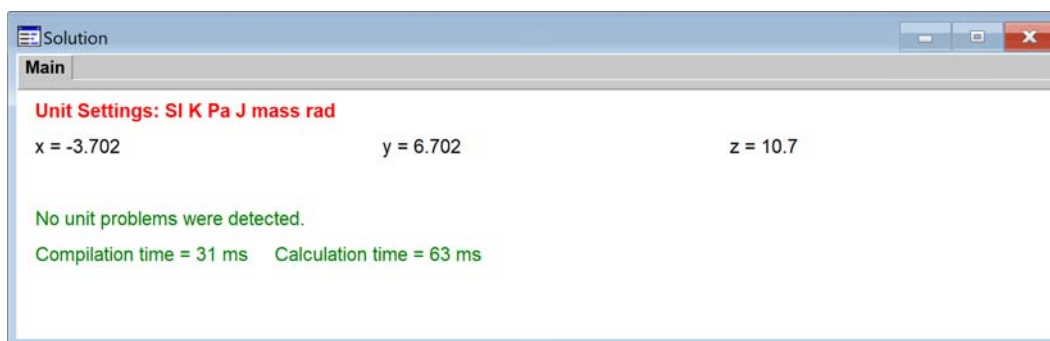 Solution
Main
Unit Settings: SI K Pa J mass rad
x = -3.702 y = 6.702 z = 10.7
No unit problems were detected.
Compilation time = 31 ms Calculation time = 63 ms